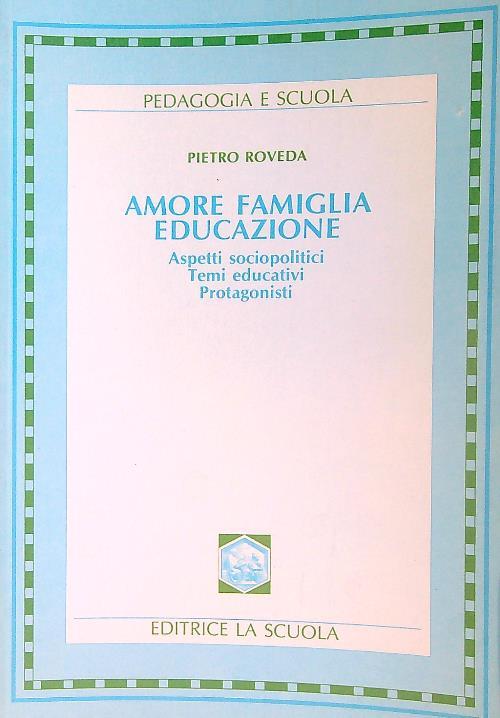 PEDAGOGIA E SCUOLA
PIETRO ROVEDA
AMORE FAMIGLIA
EDUCAZIONE
Aspetti sociopolitici
Temi educativi
Protagonisti
EDITRICE LA SCUOLA